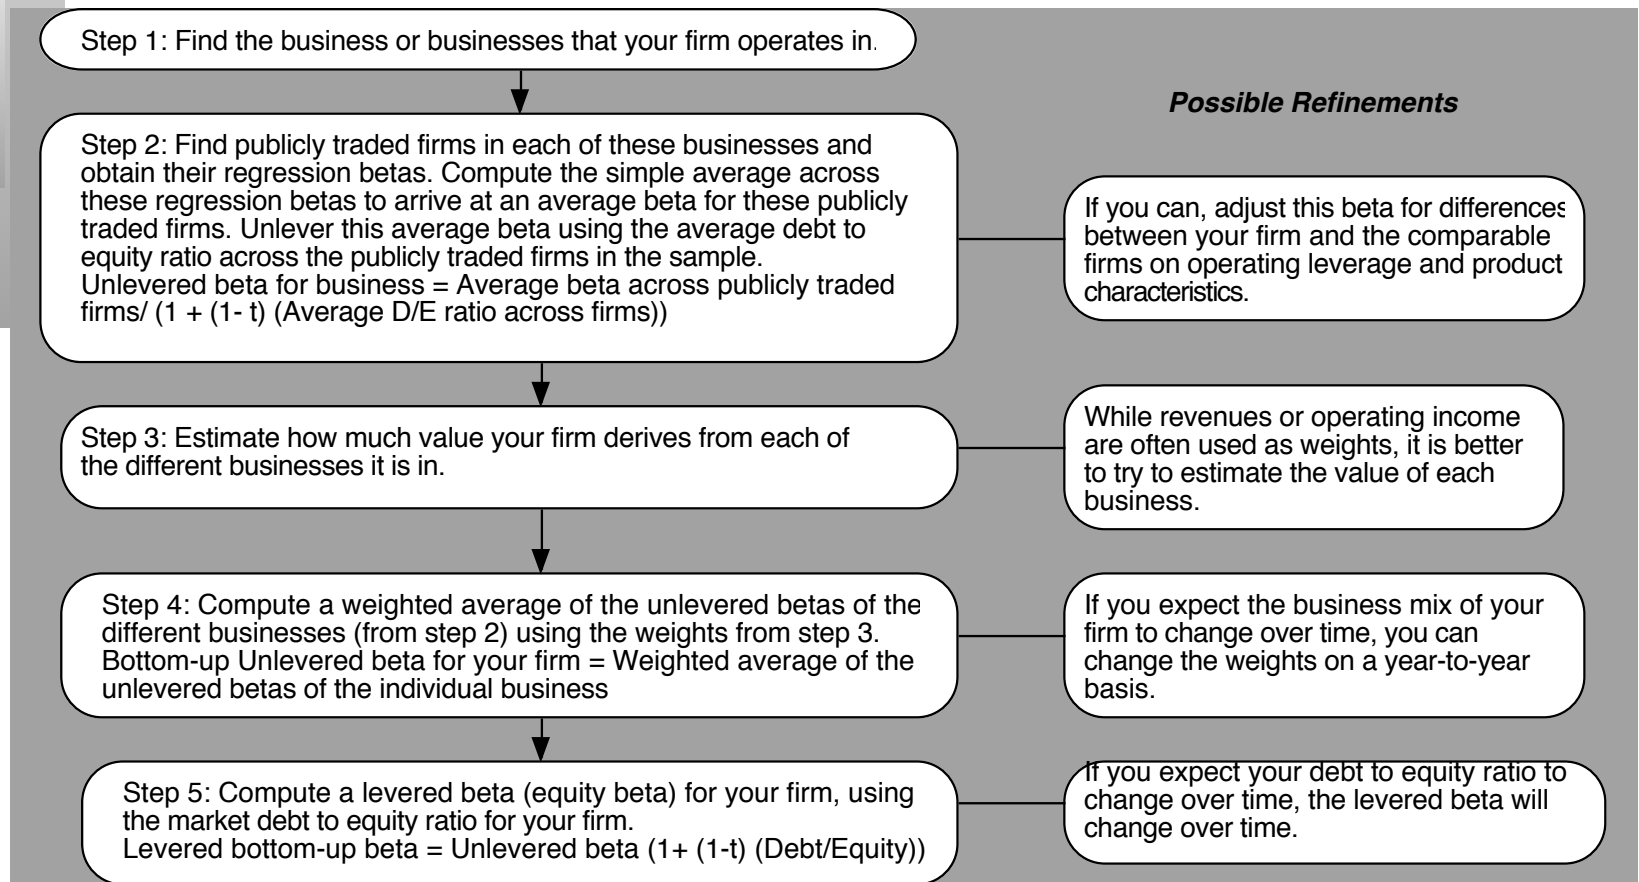 Step 1: Find the business or businesses that your firm operates in.
Possible Refinements
Step 2: Find publicly traded firms in each of these businesses and
obtain their regression betas. Compute the simple average across
these regression betas to arrive at an average beta for these publicly
traded firms. Unlever this average beta using the average debt to
equity ratio across the publicly traded firms in the sample.
Unlevered beta for business = Average beta across publicly traded
firms/ (1 + (1- t) (Average D/E ratio across firms))
If you can, adjust this beta for differences
between your firm and the comparable
firms on operating leverage and product
characteristics.
Step 3: Estimate how much value your firm derives from each of
the different businesses it is in.
While revenues or operating income
are often used as weights, it is better
to try to estimate the value of each
business.
Step 4: Compute a weighted average of the unlevered betas of the
different businesses (from step 2) using the weights from step 3.
Bottom-up Unlevered beta for your firm = Weighted average of the
unlevered betas of the individual business
If you expect the business mix of your
firm to change over time, you can
change the weights on a year-to-year
basis.
Step 5: Compute a levered beta (equity beta) for your firm, using
the market debt to equity ratio for your firm.
Levered bottom-up beta = Unlevered beta (1+ (1-t) (Debt/Equity))
If you expect your debt to equity ratio to
change over time, the levered beta will
change over time.